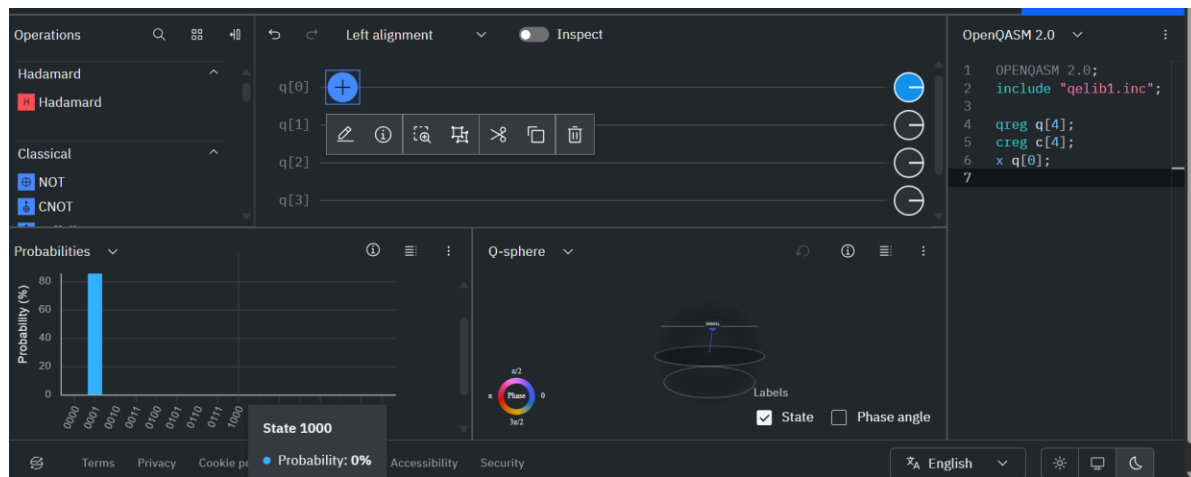 Operations
Left alignment
Inspect
OpenQASM 2.0
Hadamard
H Hadamard
Classical
NOT
CNOT
q[0]
q[1]
q[2]
q[3]
1 OPENQASM 2.0;
2 include "qelib1.inc";
3
4 qreg q[4];
5 creg c[4];
6 x q[0];
7
Probabilities
Probability (%)
80
60
40
20
0
0000
0001
0010
0011
0100
0101
0110
0111
1000
State 1000
Probability: 0%
Q-sphere
π/2
π
Phase
0
3π/2
Labels
State
Phase angle
Terms
Privacy
Cookie pr
Accessibility
Security
English